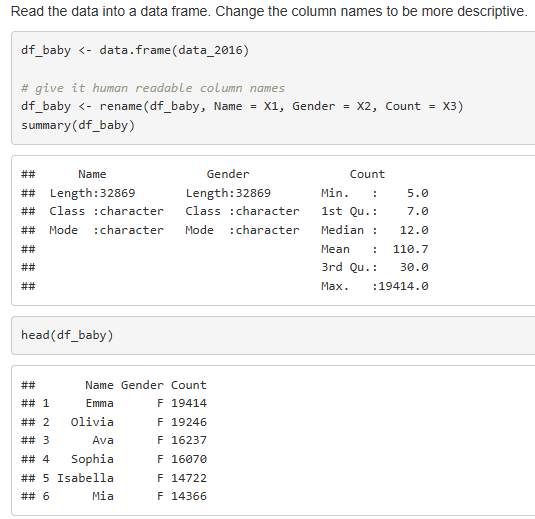 Read the data into a data frame. Change the column names to be more descriptive.
df_baby <- data.frame(data_2016)
# give it human readable column names
df_baby <- rename(df_baby, Name = X1, Gender = X2, Count = X3)
summary(df_baby)
##      Name              Gender             Count
##  Length:32869       Length:32869       Min.   :    5.0
##  Class :character   Class :character   1st Qu.:    7.0
##  Mode  :character   Mode  :character   Median :   12.0
##                                        Mean   :  110.7
##                                        3rd Qu.:   30.0
##                                        Max.   :19414.0
head(df_baby)
##       Name Gender Count
## 1     Emma      F 19414
## 2   Olivia      F 19246
## 3      Ava      F 16237
## 4   Sophia      F 16070
## 5 Isabella      F 14722
## 6      Mia      F 14366